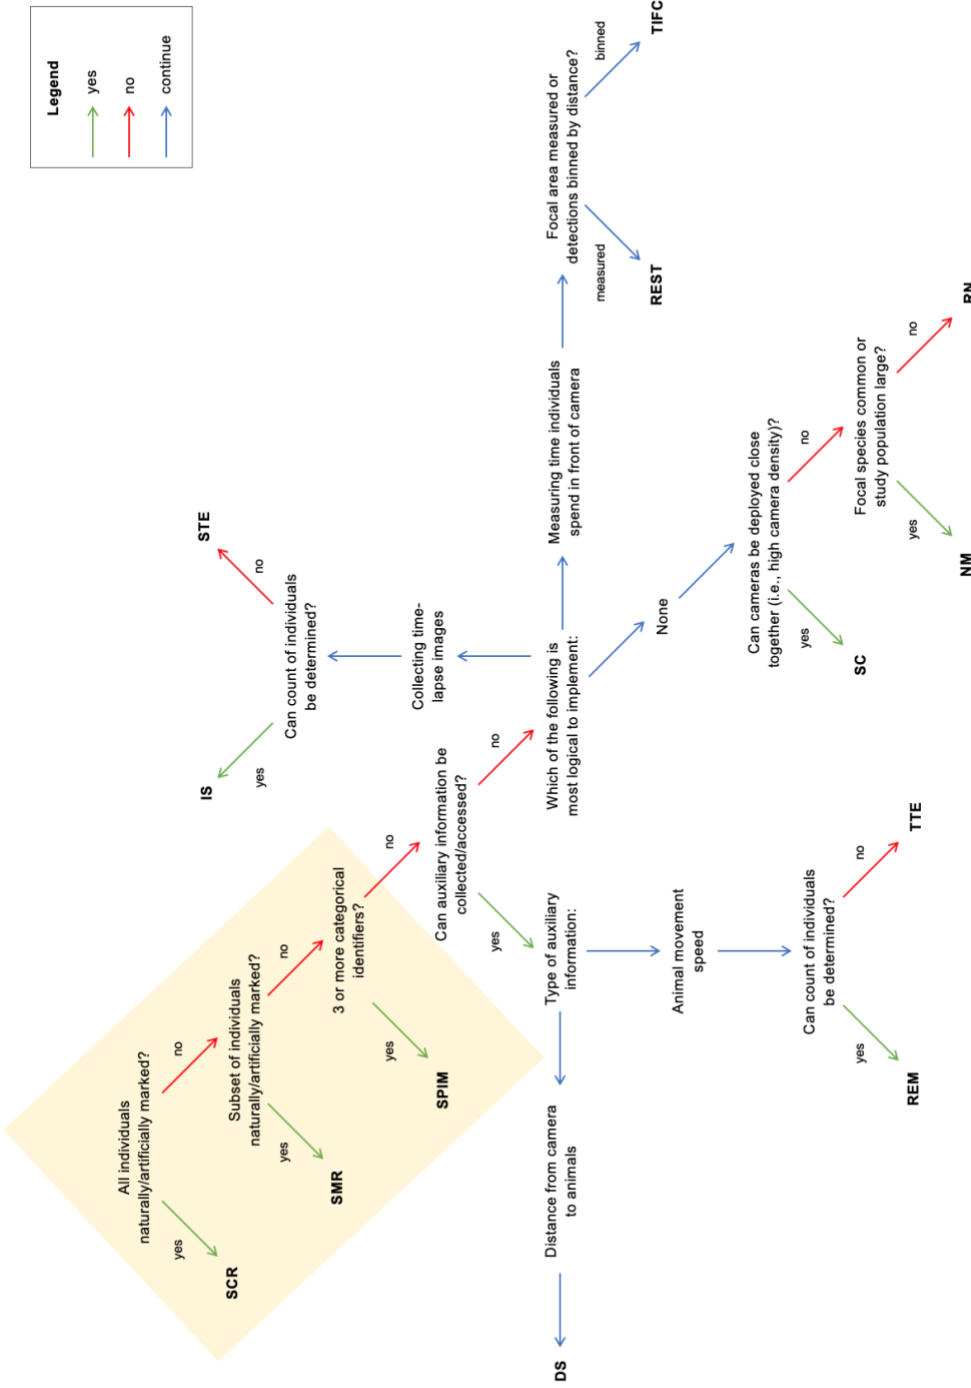 Legend
yes
no
continue
All individuals
naturally/artificially marked?
yes
no
SCR
Subset of individuals
naturally/artificially marked?
yes
no
SMR
3 or more categorical
identifiers?
yes
no
SPIM
Can auxiliary information be
collected/accessed?
yes
no
Type of auxiliary
information:
Distance from camera
to animals
DS
Animal movement
speed
Can count of individuals
be determined?
yes
no
REM
TTE
Which of the following is
most logical to implement:
Collecting time-
lapse images
Can count of individuals
be determined?
yes
no
IS
STE
Measuring time individuals
spend in front of camera
Focal area measured or
detections binned by distance?
measured
binned
REST
TIFC
None
Can cameras be deployed close
together (i.e., high camera density)?
yes
no
SC
Focal species common or
study population large?
yes
no
NM
RN